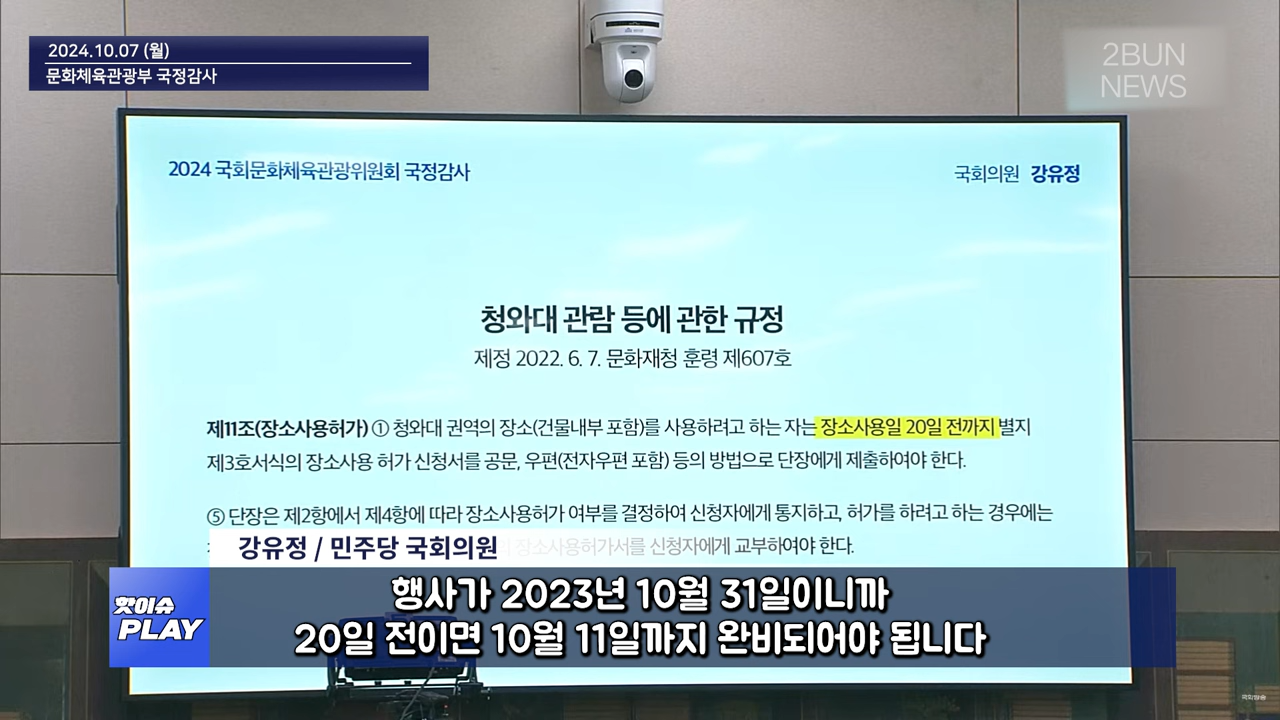 2024.10.07 (월)
문화체육관광부 국정감사
2BUN
NEWS
2024 국회문화체육관광위원회 국정감사
국회의원 강유정
청와대 관람 등에 관한 규정
제정 2022. 6. 7. 문화재청 훈령 제607호
제11조(장소사용허가) ① 청와대 권역의 장소(건물내부 포함)를 사용하려고 하는 자는 장소사용일 20일 전까지 별지
제3호서식의 장소사용 허가 신청서를 공문, 우편(전자우편 포함) 등의 방법으로 단장에게 제출하여야 한다.
⑤ 단장은 제2항에서 제4항에 따라 장소사용허가 여부를 결정하여 신청자에게 통지하고, 허가를 하려고 하는 경우에는
장소사용허가서를 신청자에게 교부하여야 한다.
강유정 / 민주당 국회의원
핫이슈
PLAY
행사가 2023년 10월 31일이니까
20일 전이면 10월 11일까지 완비되어야 됩니다
국회방송